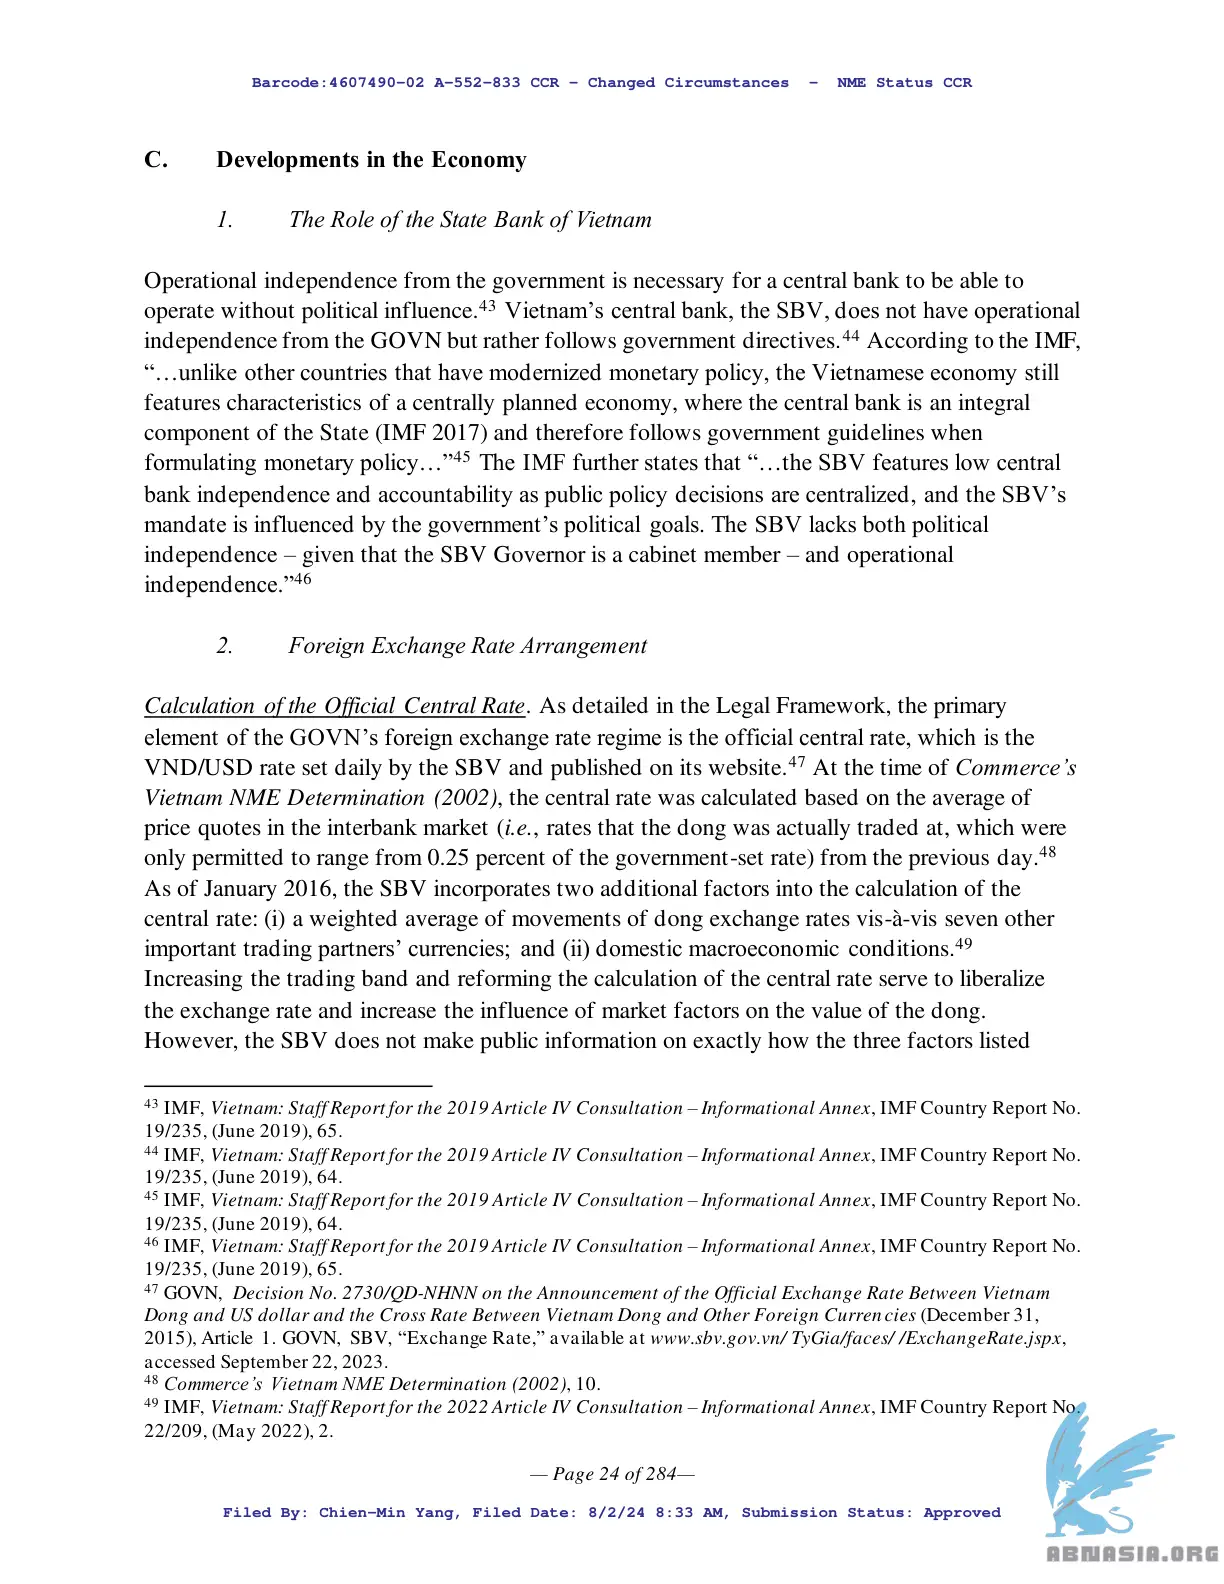 Barcode:4607490-02 A-552-833 CCR - Changed Circumstances - NME Status CCR
C. Developments in the Economy
1. The Role of the State Bank of Vietnam
Operational independence from the government is necessary for a central bank to be able to
operate without political influence.43 Vietnam’s central bank, the SBV, does not have operational
independence from the GOVN but rather follows government directives.44 According to the IMF,
“…unlike other countries that have modernized monetary policy, the Vietnamese economy still
features characteristics of a centrally planned economy, where the central bank is an integral
component of the State (IMF 2017) and therefore follows government guidelines when
formulating monetary policy…”45 The IMF further states that “…the SBV features low central
bank independence and accountability as public policy decisions are centralized, and the SBV’s
mandate is influenced by the government’s political goals. The SBV lacks both political
independence – given that the SBV Governor is a cabinet member – and operational
independence.”46
2. Foreign Exchange Rate Arrangement
Calculation of the Official Central Rate. As detailed in the Legal Framework, the primary
element of the GOVN’s foreign exchange rate regime is the official central rate, which is the
VND/USD rate set daily by the SBV and published on its website.47 At the time of Commerce’s
Vietnam NME Determination (2002), the central rate was calculated based on the average of
price quotes in the interbank market (i.e., rates that the dong was actually traded at, which were
only permitted to range from 0.25 percent of the government-set rate) from the previous day.48
As of January 2016, the SBV incorporates two additional factors into the calculation of the
central rate: (i) a weighted average of movements of dong exchange rates vis-à-vis seven other
important trading partners’ currencies; and (ii) domestic macroeconomic conditions.49
Increasing the trading band and reforming the calculation of the central rate serve to liberalize
the exchange rate and increase the influence of market factors on the value of the dong.
However, the SBV does not make public information on exactly how the three factors listed
43 IMF, Vietnam: Staff Report for the 2019 Article IV Consultation – Informational Annex, IMF Country Report No.
19/235, (June 2019), 65.
44 IMF, Vietnam: Staff Report for the 2019 Article IV Consultation – Informational Annex, IMF Country Report No.
19/235, (June 2019), 64.
45 IMF, Vietnam: Staff Report for the 2019 Article IV Consultation – Informational Annex, IMF Country Report No.
19/235, (June 2019), 64.
46 IMF, Vietnam: Staff Report for the 2019 Article IV Consultation – Informational Annex, IMF Country Report No.
19/235, (June 2019), 65.
47 GOVN, Decision No. 2730/QD-NHNN on the Announcement of the Official Exchange Rate Between Vietnam
Dong and US dollar and the Cross Rate Between Vietnam Dong and Other Foreign Currencies (December 31,
2015), Article 1. GOVN, SBV, “Exchange Rate,” available at www.sbv.gov.vn/ TyGia/faces/ /ExchangeRate.jspx,
accessed September 22, 2023.
48 Commerce’s Vietnam NME Determination (2002), 10.
49 IMF, Vietnam: Staff Report for the 2022 Article IV Consultation – Informational Annex, IMF Country Report No.
22/209, (May 2022), 2.
— Page 24 of 284—
Filed By: Chien-Min Yang, Filed Date: 8/2/24 8:33 AM, Submission Status: Approved
ABNASIA.ORG